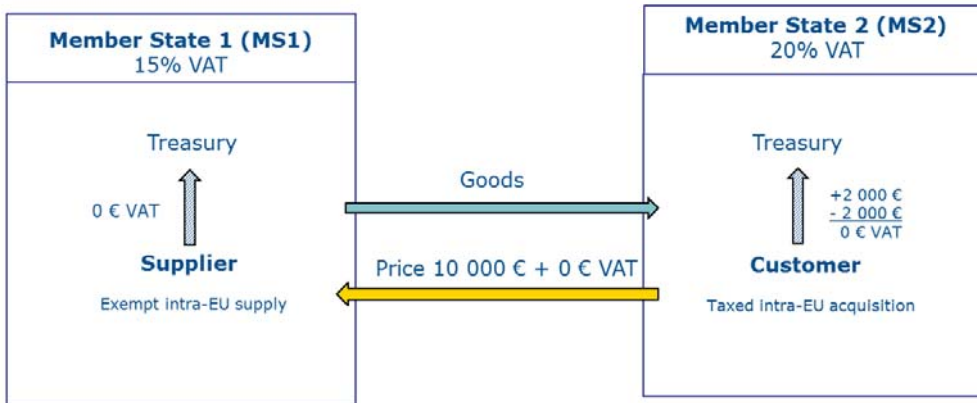 Member State 1 (MS1)
15% VAT
Treasury
0 € VAT
Supplier
Exempt intra-EU supply
Goods
Price 10 000 € + 0 € VAT
Member State 2 (MS2)
20% VAT
Treasury
+2 000 €
- 2 000 €
0 € VAT
Customer
Taxed intra-EU acquisition